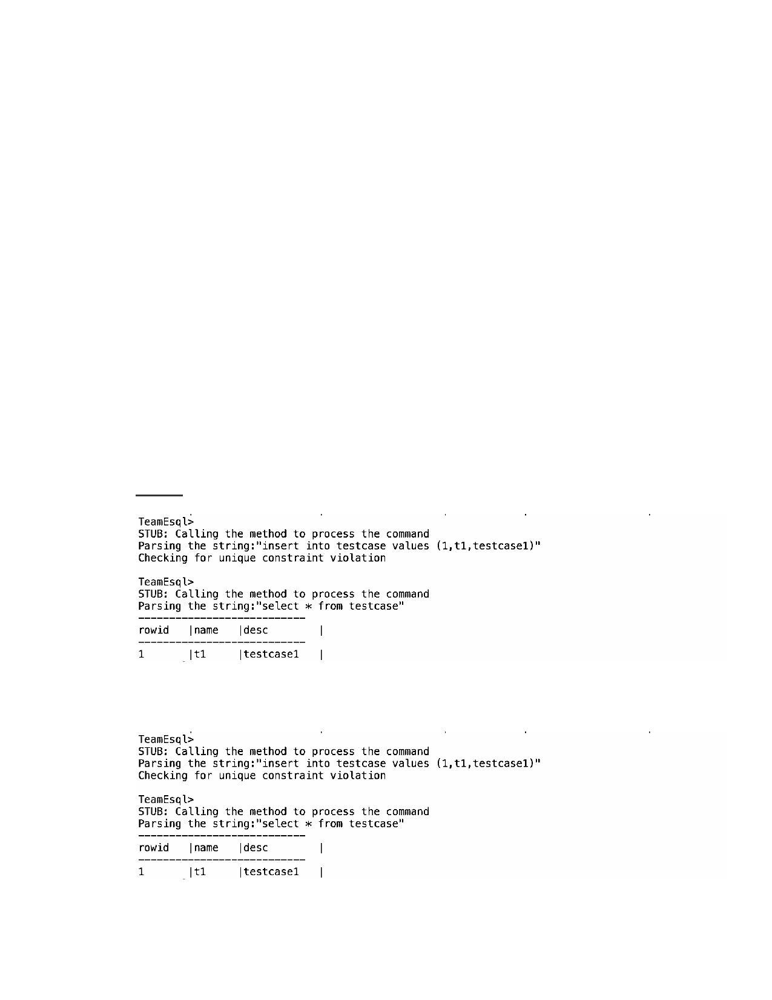 TeamEsql>
STUB: Calling the method to process the command
Parsing the string:"insert into testcase values (1,t1,testcase1)"
Checking for unique constraint violation
TeamEsql>
STUB: Calling the method to process the command
Parsing the string:"select * from testcase"
---------------------------
rowid   |name   |desc        |
---------------------------
1       |t1     |testcase1   |
TeamEsql>
STUB: Calling the method to process the command
Parsing the string:"insert into testcase values (1,t1,testcase1)"
Checking for unique constraint violation
TeamEsql>
STUB: Calling the method to process the command
Parsing the string:"select * from testcase"
---------------------------
rowid   |name   |desc        |
---------------------------
1       |t1     |testcase1   |